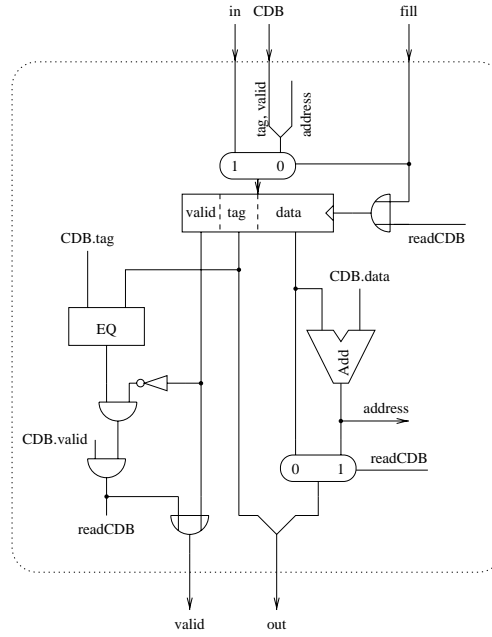 in CDB fill
tag, valid
address
1 0
valid tag data
readCDB
CDB.tag
CDB.data
EQ
Add
address
CDB.valid
readCDB
0 1
readCDB
valid out